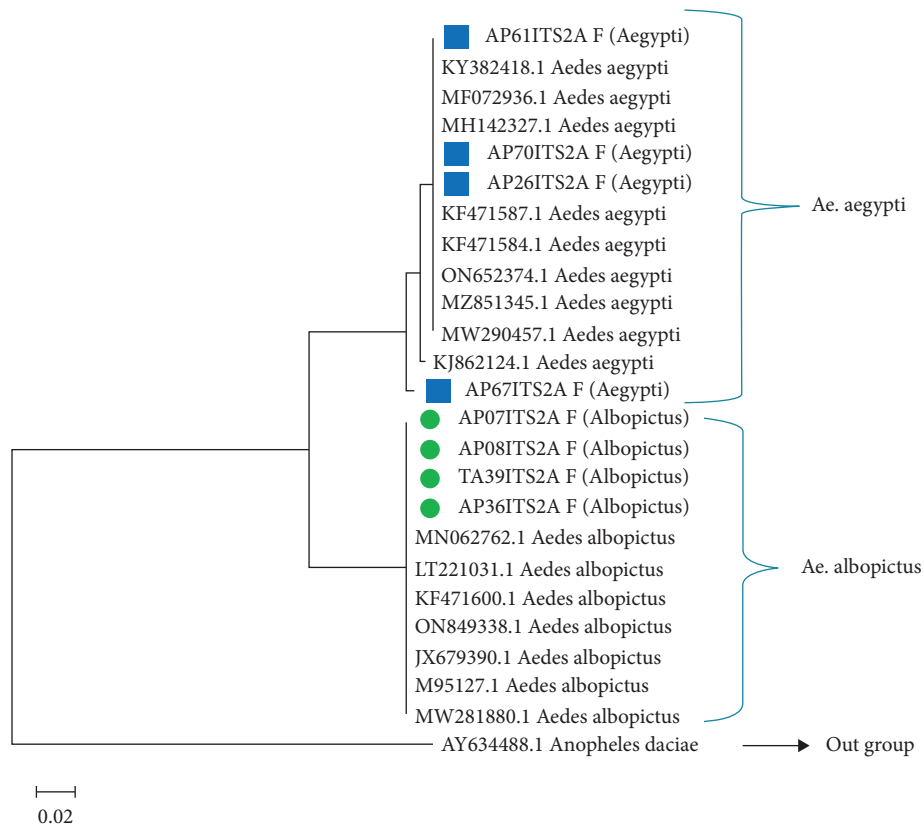 AP61ITS2A F (Aegypti)
KY382418.1 Aedes aegypti
MF072936.1 Aedes aegypti
MH142327.1 Aedes aegypti
AP70ITS2A F (Aegypti)
AP26ITS2A F (Aegypti)
KF471587.1 Aedes aegypti
KF471584.1 Aedes aegypti
ON652374.1 Aedes aegypti
MZ851345.1 Aedes aegypti
MW290457.1 Aedes aegypti
KJ862124.1 Aedes aegypti
AP67ITS2A F (Aegypti)
Ae. aegypti
AP07ITS2A F (Albopictus)
AP08ITS2A F (Albopictus)
TA39ITS2A F (Albopictus)
AP36ITS2A F (Albopictus)
MN062762.1 Aedes albopictus
LT221031.1 Aedes albopictus
KF471600.1 Aedes albopictus
ON849338.1 Aedes albopictus
JX679390.1 Aedes albopictus
M95127.1 Aedes albopictus
MW281880.1 Aedes albopictus
Ae. albopictus
AY634488.1 Anopheles daciae
Out group
0.02